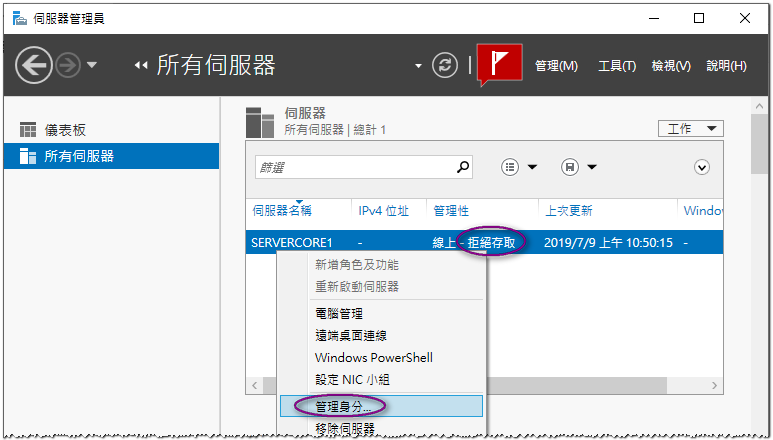 伺服器管理員
所有伺服器
管理(M) 工具(T) 檢視(V) 說明(H)
儀表板
所有伺服器
伺服器
所有伺服器 | 總計 1
工作
篩選
伺服器名稱 IPv4 位址 管理性 上次更新 Window
SERVERCORE1 - 線上 - 拒絕存取 2019/7/9 上午 10:50:15 -
新增角色及功能
重新啟動伺服器
電腦管理
遠端桌面連線
Windows PowerShell
設定 NIC 小組
管理身分...
移除伺服器